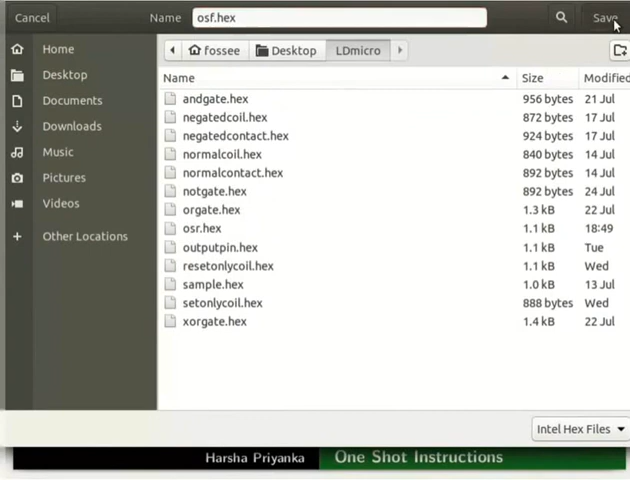 Cancel Name osf.hex Save
Home
Desktop
Documents
Downloads
Music
Pictures
Videos
Other Locations
fossee Desktop LDmicro
Name Size Modified
andgate.hex 956 bytes 21 Jul
negatedcoil.hex 872 bytes 17 Jul
negatedcontact.hex 924 bytes 17 Jul
normalcoil.hex 840 bytes 14 Jul
normalcontact.hex 892 bytes 14 Jul
notgate.hex 892 bytes 24 Jul
orgate.hex 1.3 kB 22 Jul
osr.hex 1.1 kB 18:49
outputpin.hex 1.1 kB Tue
resetonlycoil.hex 1.1 kB Wed
sample.hex 1.0 kB 13 Jul
setonlycoil.hex 888 bytes Wed
xorgate.hex 1.4 kB 22 Jul
Intel Hex Files
Harsha Priyanka One Shot Instructions